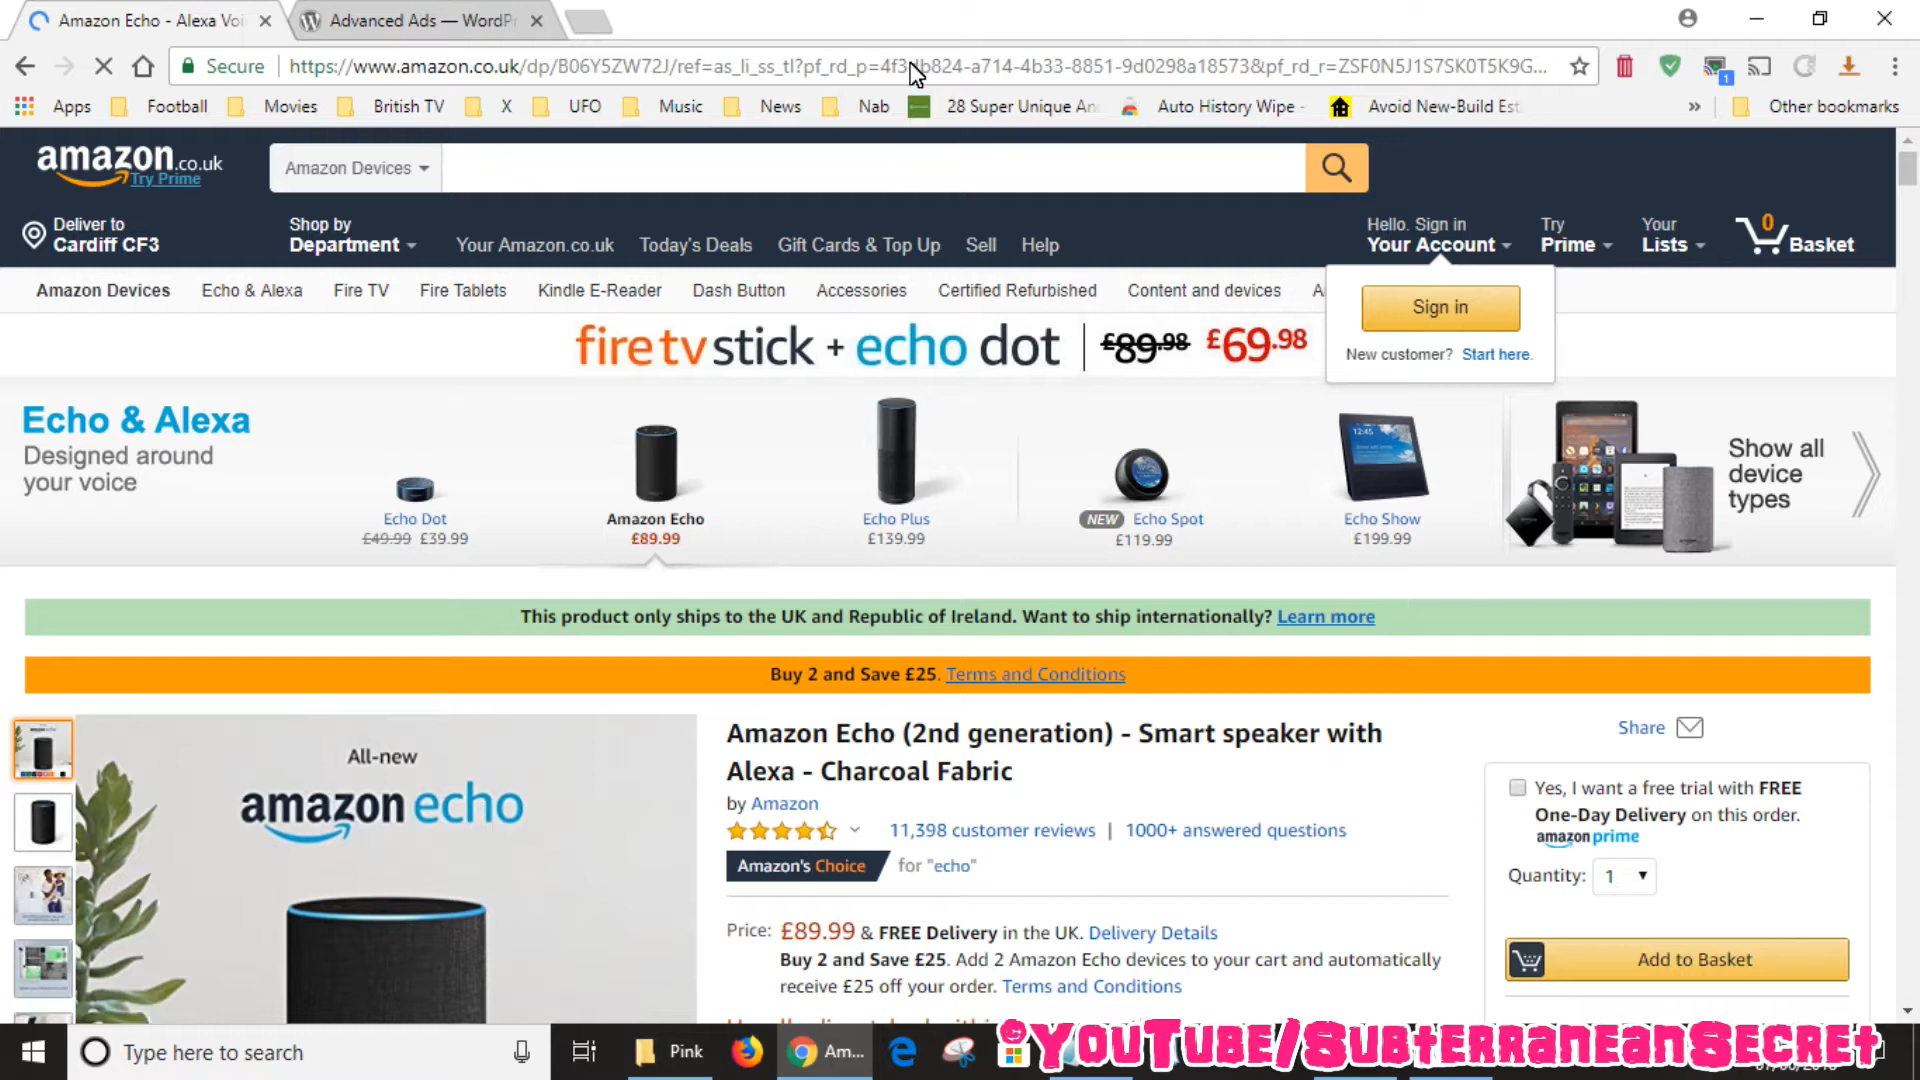 Amazon Echo - Alexa Voi
Advanced Ads — WordPr
Secure
https://www.amazon.co.uk/dp/B06Y5ZW72J/ref=as_li_ss_tl?pf_rd_p=4f3 b824-a714-4b33-8851-9d0298a18573&pf_rd_r=ZSF0N5J1S7SK0T5K9G...
1
Apps Football Movies British TV X UFO Music News Nab 28 Super Unique An Auto History Wipe - Avoid New-Build Est » Other bookmarks
amazon.co.uk
Try Prime
Amazon Devices
Deliver to
Cardiff CF3
Shop by
Department
Your Amazon.co.uk Today's Deals Gift Cards & Top Up Sell Help
Hello. Sign in
Your Account
Try
Prime
Your
Lists
0
Basket
Amazon Devices Echo & Alexa Fire TV Fire Tablets Kindle E-Reader Dash Button Accessories Certified Refurbished Content and devices
Sign in
New customer? Start here.
fire tv stick + echo dot £89.98 £69.98
Echo & Alexa
Designed around
your voice
Echo Dot
£49.99 £39.99
Amazon Echo
£89.99
Echo Plus
£139.99
NEW Echo Spot
£119.99
12:45
Echo Show
£199.99
Show all
device
types
This product only ships to the UK and Republic of Ireland. Want to ship internationally? Learn more
Buy 2 and Save £25. Terms and Conditions
All-new
amazon echo
Amazon Echo (2nd generation) - Smart speaker with
Alexa - Charcoal Fabric
by Amazon
11,398 customer reviews | 1000+ answered questions
Amazon's Choice for "echo"
Price: £89.99 & FREE Delivery in the UK. Delivery Details
Buy 2 and Save £25. Add 2 Amazon Echo devices to your cart and automatically
receive £25 off your order. Terms and Conditions
Share
Yes, I want a free trial with FREE
One-Day Delivery on this order.
amazon prime
Quantity: 1
Add to Basket
Type here to search
Pink
Am...
@YouTube/SubterraneanSecret